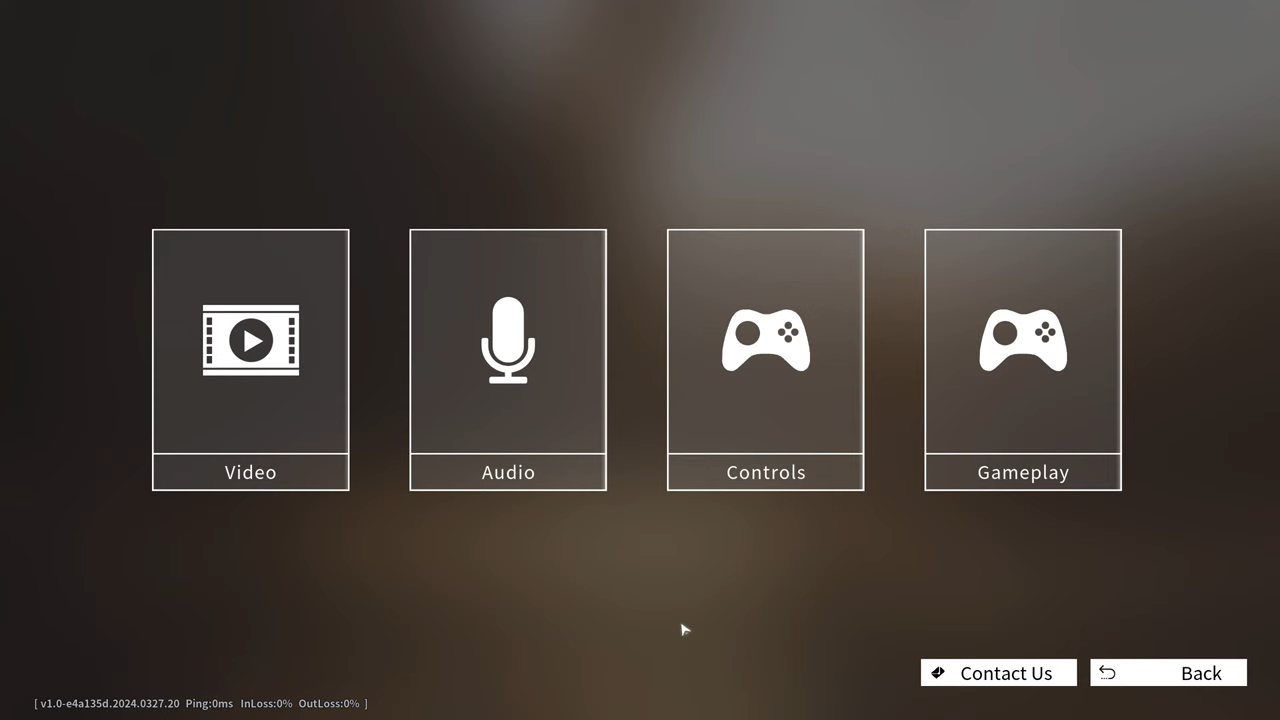 Video
Audio
Controls
Gameplay
Contact Us
Back
[ v1.0-e4a135d.2024.0327.20 Ping:0ms InLoss:0% OutLoss:0% ]